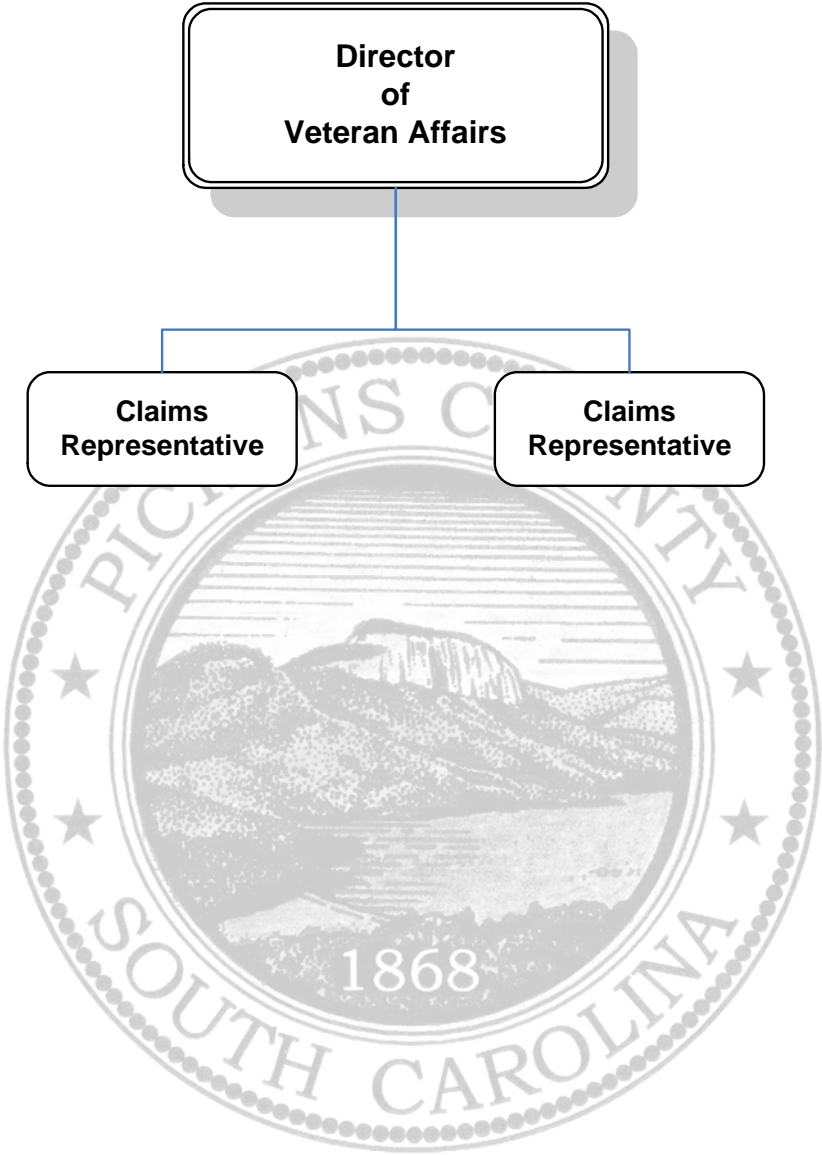 Director
of
Veteran Affairs
Claims
Representative
Claims
Representative
PICKENS COUNTY
1868
SOUTH CAROLINA